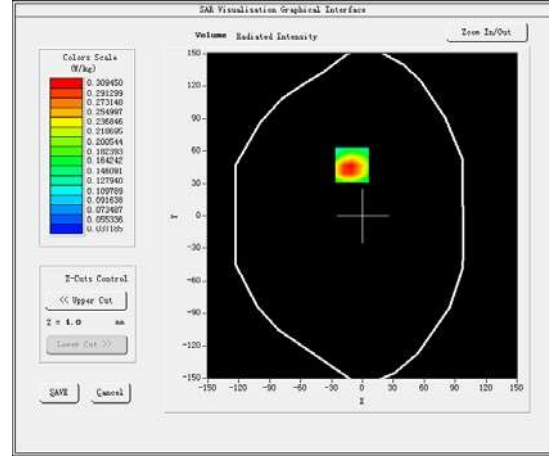 SAR Visualisation Graphical Interface
Volume Radiated Intensity
Zoom In/Out
Colors Scale
(W/kg)
0.309450
0.291299
0.273148
0.254997
0.236846
0.218695
0.200544
0.182393
0.164242
0.146091
0.127940
0.109789
0.091638
0.073487
0.055336
0.037185
Z-Cuts Control
<< Upper Cut
Z = 4.0 mm
Lower Cut >>
SAVE
Cancel
150
120
90
60
30
0
-30
-60
-90
-120
-150
Y
-150 -120 -90 -60 -30 0 30 60 90 120 150
X